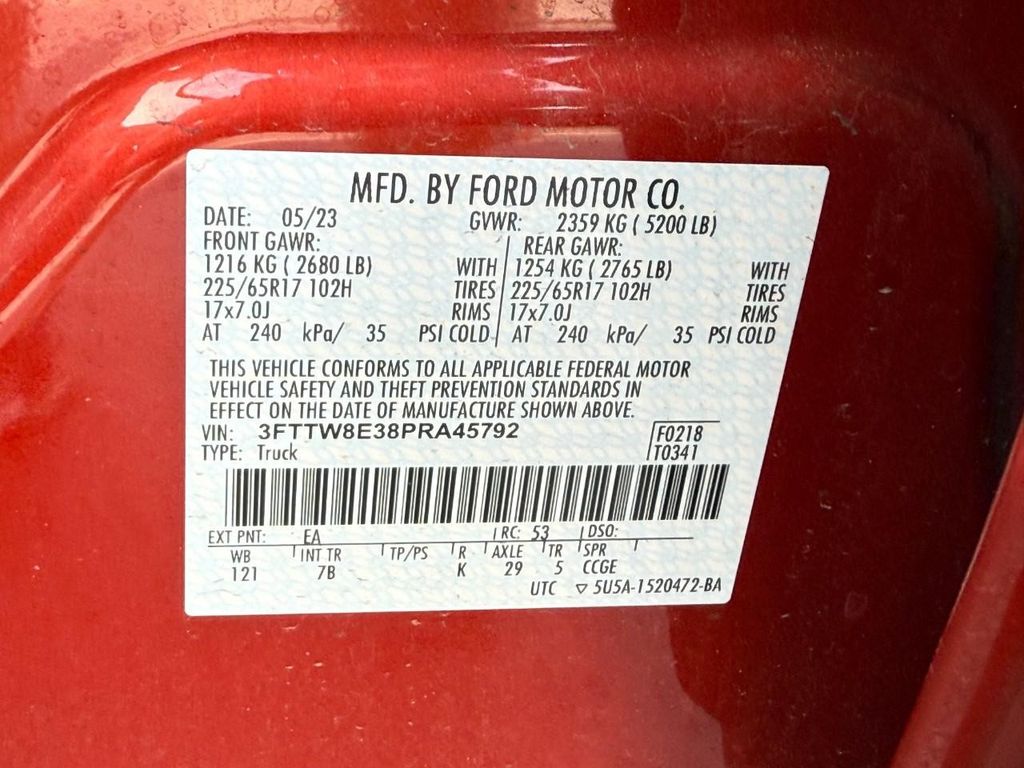 MFD. BY FORD MOTOR CO.
DATE: 05/23 GVWR: 2359 KG ( 5200 LB)
FRONT GAWR: REAR GAWR:
1216 KG ( 2680 LB) WITH 1254 KG ( 2765 LB) WITH
225/65R17 102H TIRES 225/65R17 102H TIRES
17x7.0J RIMS 17x7.0J RIMS
AT 240 kPa/ 35 PSI COLD AT 240 kPa/ 35 PSI COLD
THIS VEHICLE CONFORMS TO ALL APPLICABLE FEDERAL MOTOR
VEHICLE SAFETY AND THEFT PREVENTION STANDARDS IN
EFFECT ON THE DATE OF MANUFACTURE SHOWN ABOVE.
VIN: 3FTTW8E38PRA45792 F0218
TYPE: Truck T0341
EXT PNT: EA RC: 53 DSO:
WB INT TR TP/PS R AXLE TR SPR
121 7B K 29 5 CCGE
UTC ▽ 5U5A-1520472-BA